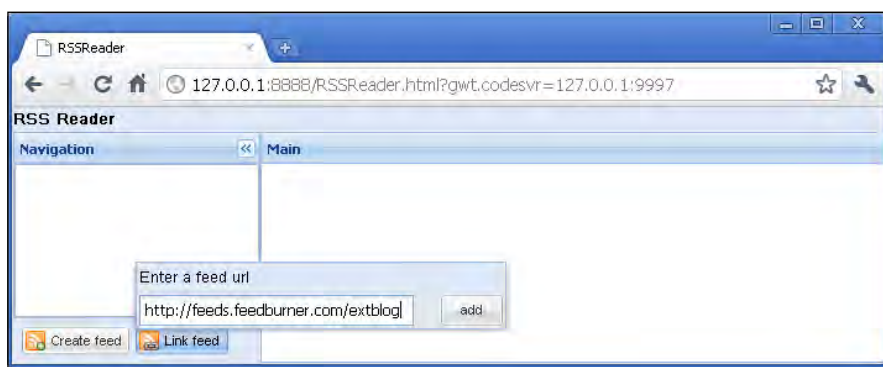 RSSReader
127.0.0.1:8888/RSSReader.html?gwt.codesvr=127.0.0.1:9997
RSS Reader
Navigation
Main
Enter a feed url
http://feeds.feedburner.com/extblog
add
Create feed
Link feed